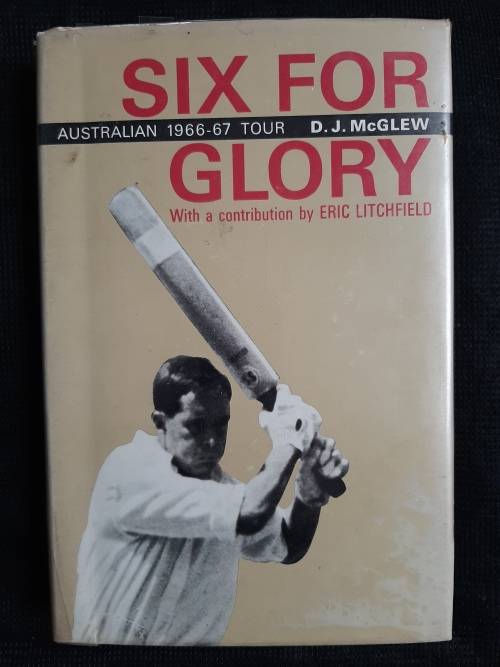 SIX FOR
AUSTRALIAN 1966-67 TOUR D. J. McGLEW
GLORY
With a contribution by ERIC LITCHFIELD